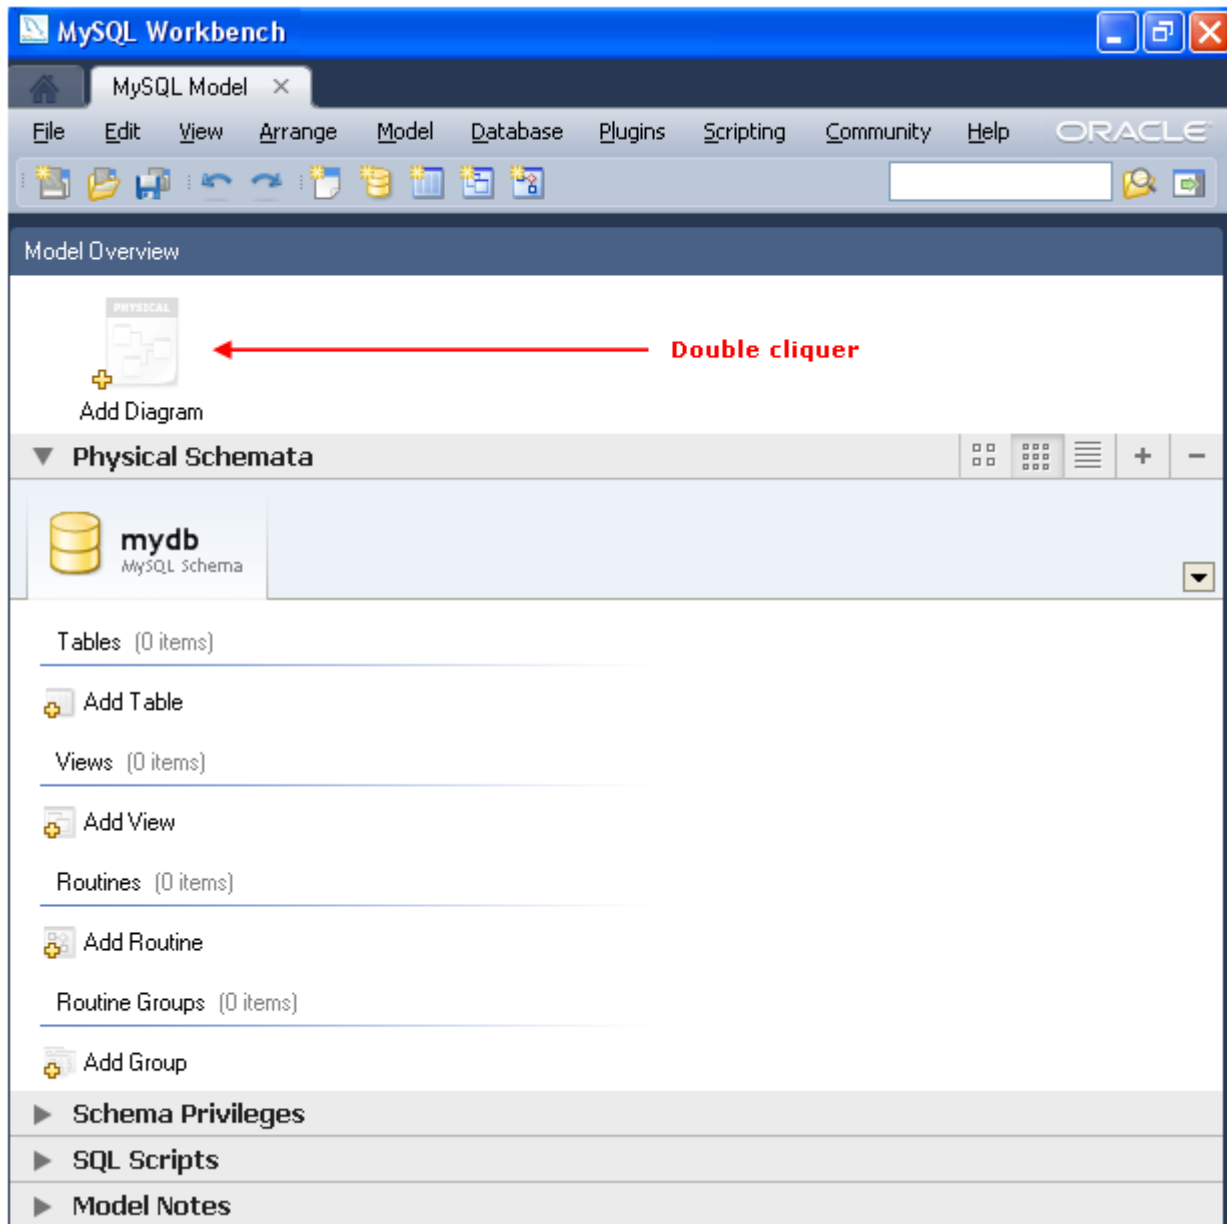 MySQL Workbench
MySQL Model
File Edit View Arrange Model Database Plugins Scripting Community Help ORACLE
Model Overview
PHYSICAL
Double cliquer
Add Diagram
Physical Schemata
mydb
MySQL Schema
Tables (0 items)
Add Table
Views (0 items)
Add View
Routines (0 items)
Add Routine
Routine Groups (0 items)
Add Group
Schema Privileges
SQL Scripts
Model Notes